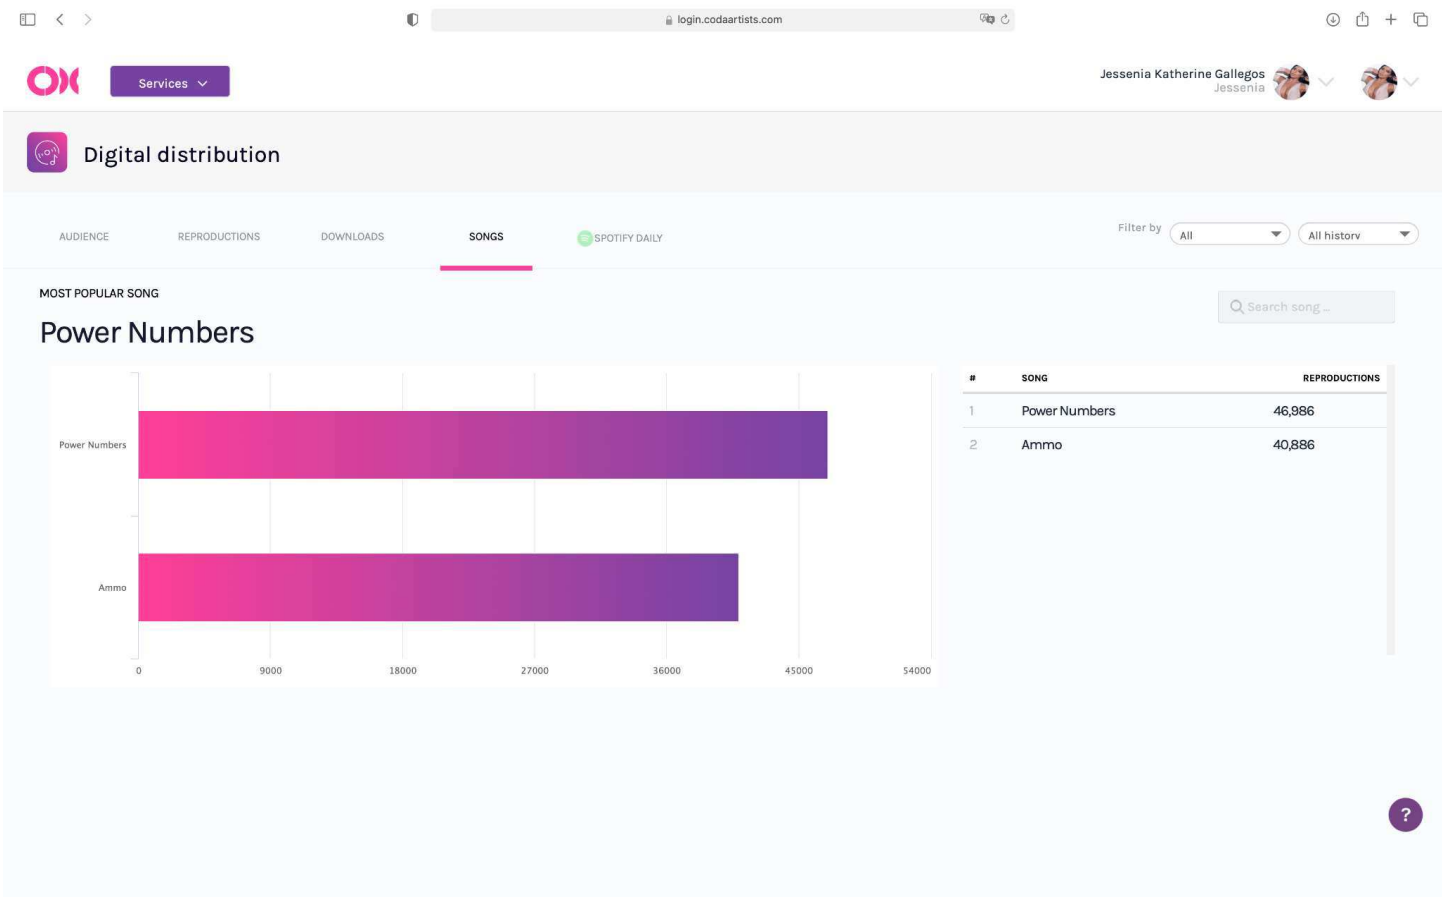 login.codaartists.com
Services
Jessenia Katherine Gallegos
Jessenia
Digital distribution
AUDIENCE
REPRODUCTIONS
DOWNLOADS
SONGS
SPOTIFY DAILY
Filter by
All
All history
MOST POPULAR SONG
Power Numbers
Search song ...
Power Numbers
Ammo
0 9000 18000 27000 36000 45000 54000
# SONG REPRODUCTIONS
1 Power Numbers 46,986
2 Ammo 40,886
?